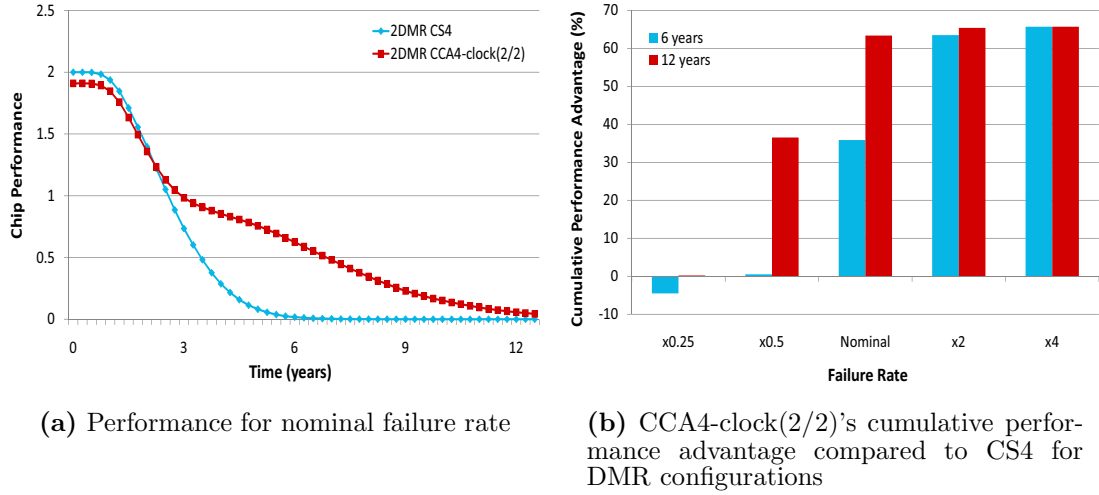 2.5
2
1.5
1
0.5
0
Chip Performance
2DMR CS4
2DMR CCA4-clock(2/2)
0 3 6 9 12
Time (years)
(a) Performance for nominal failure rate
70
60
50
40
30
20
10
0
-10
Cumulative Performance Advantage (%)
6 years
12 years
x0.25 x0.5 Nominal x2 x4
Failure Rate
(b) CCA4-clock(2/2)'s cumulative perfor-
mance advantage compared to CS4 for
DMR configurations